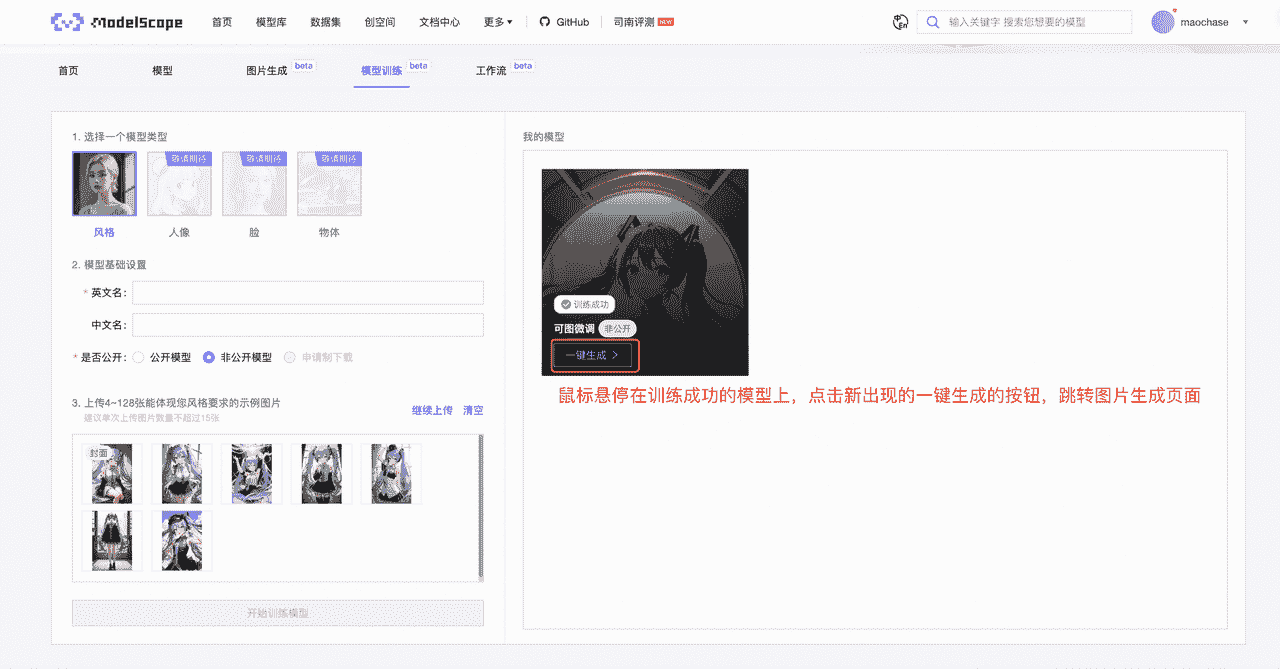 ModelScope 首页 模型库 数据集 创空间 文档中心 更多 GitHub 司南评测 NEW 输入关键字 搜索您想要的模型 maochase
首页 模型 图片生成 beta 模型训练 beta 工作流 beta
1. 选择一个模型类型
敬请期待 敬请期待 敬请期待
风格 人像 脸 物体
2. 模型基础设置
* 英文名：
中文名：
* 是否公开： 公开模型 非公开模型 申请制下载
3. 上传4~128张能体现您风格要求的示例图片
建议单次上传图片数量不超过15张
继续上传 清空
封面
开始训练模型
我的模型
训练成功
可图微调 非公开
一键生成 >
鼠标悬停在训练成功的模型上，点击新出现的一键生成的按钮，跳转图片生成页面